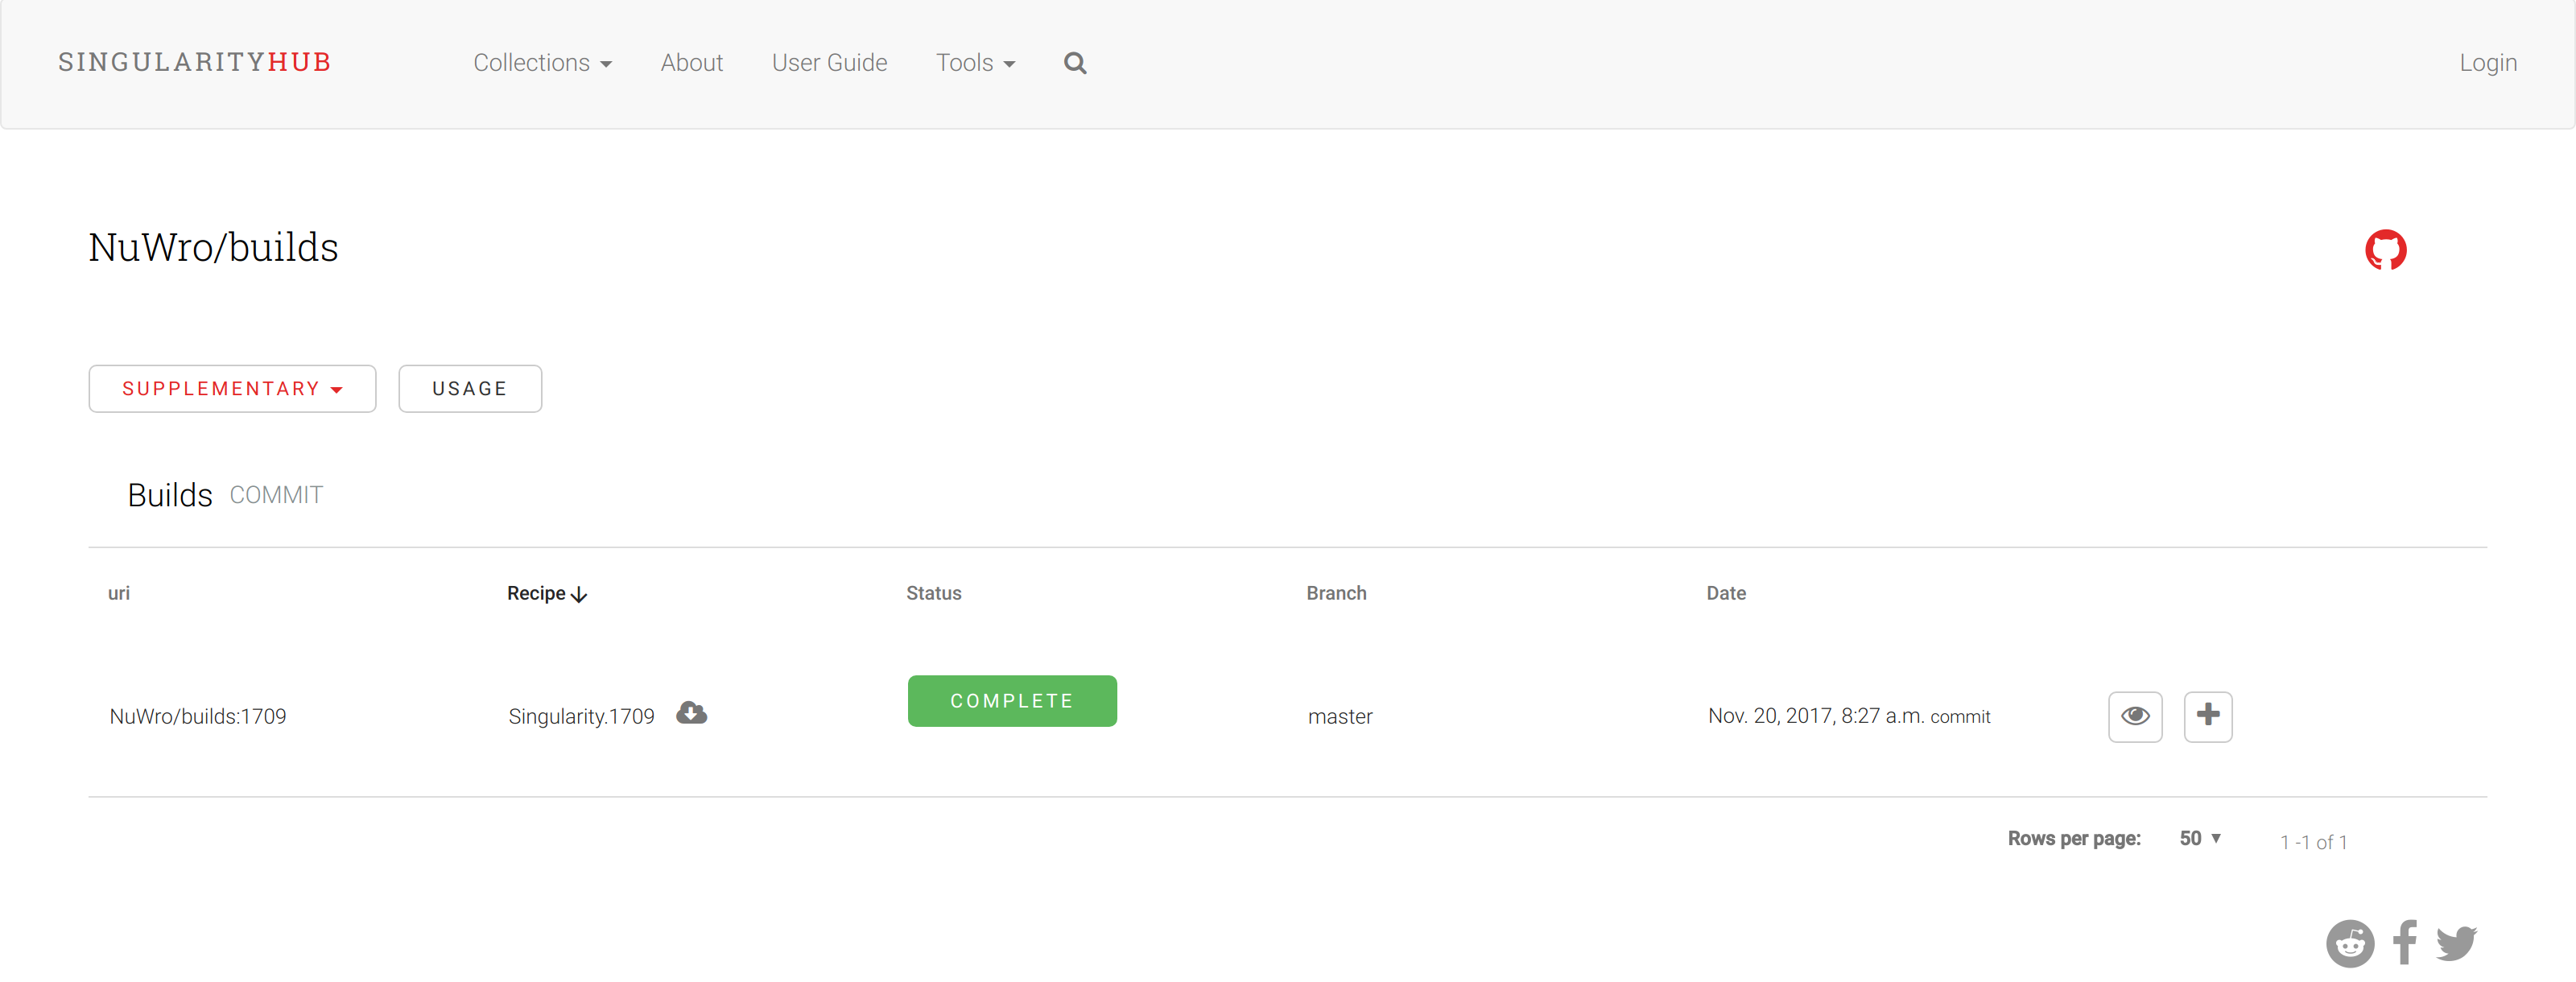 SINGULARITYHUB Collections About User Guide Tools Login
NuWro/builds
SUPPLEMENTARY USAGE
Builds COMMIT
uri Recipe Status Branch Date
NuWro/builds:1709 Singularity.1709 COMPLETE master Nov. 20, 2017, 8:27 a.m. commit
Rows per page: 50 1 -1 of 1